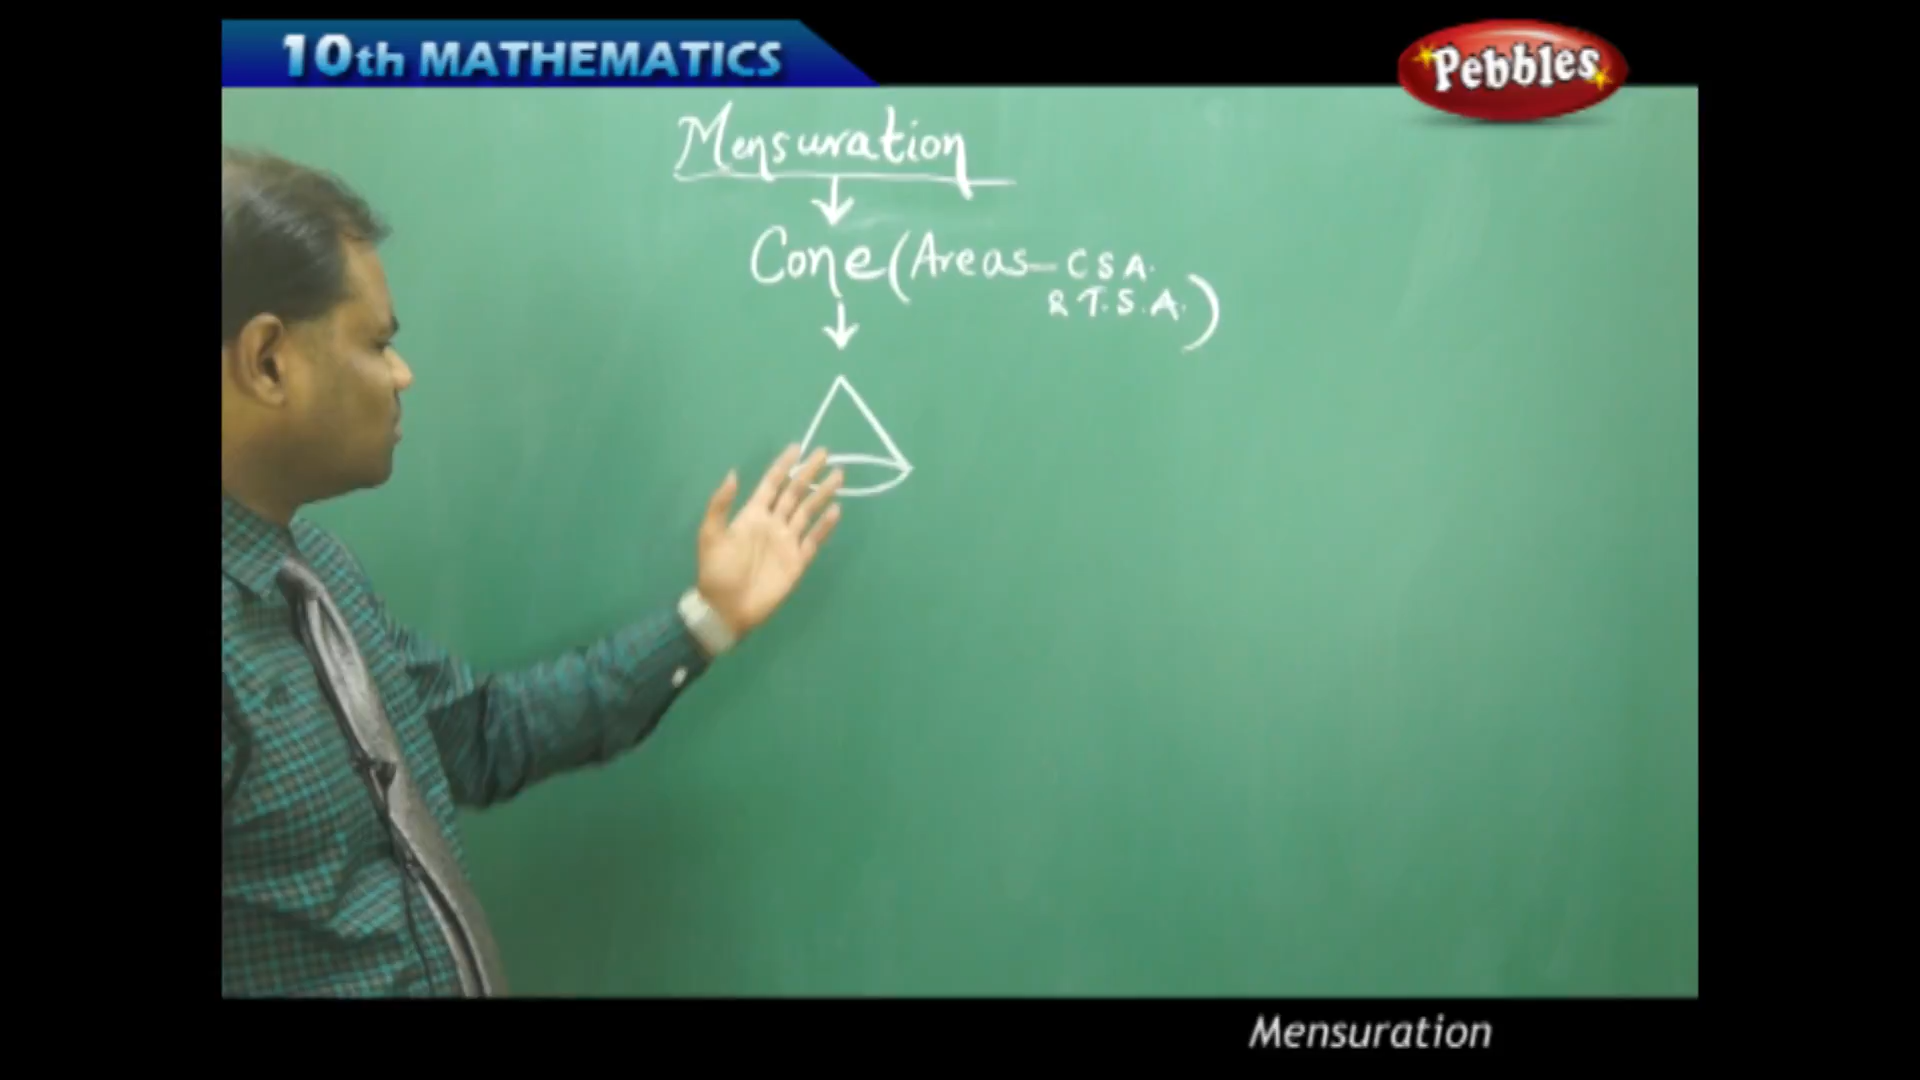 10th MATHEMATICS
Pebbles
Mensuration
Cone (Areas - CSA.
& T.S.A.)
Mensuration